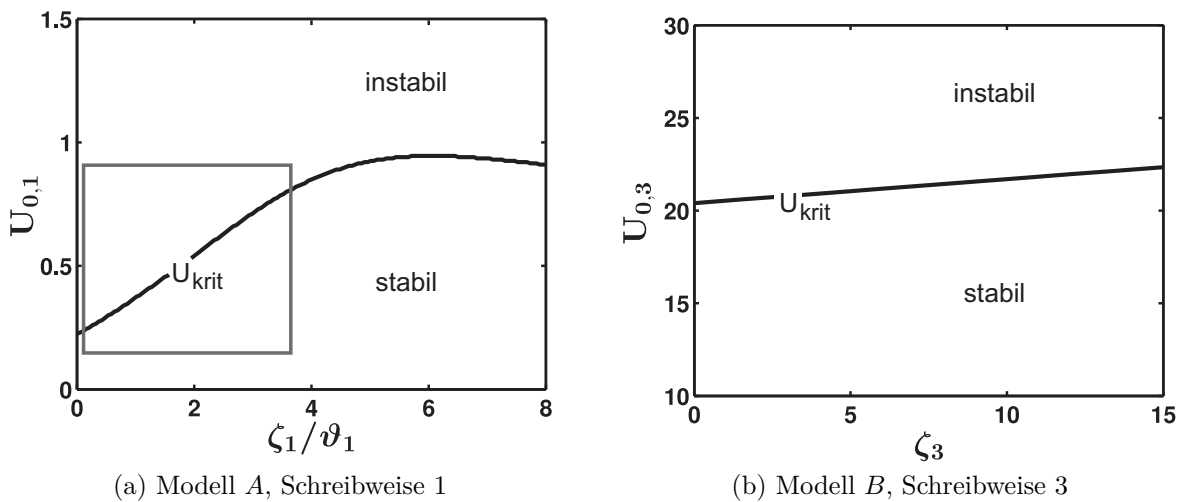 1.5
1
0.5
0
U0,1
instabil
Ukrit
stabil
0 2 4 6 8
ζ1/ϑ1
(a) Modell A, Schreibweise 1
30
25
20
15
10
U0,3
instabil
Ukrit
stabil
0 5 10 15
ζ3
(b) Modell B, Schreibweise 3